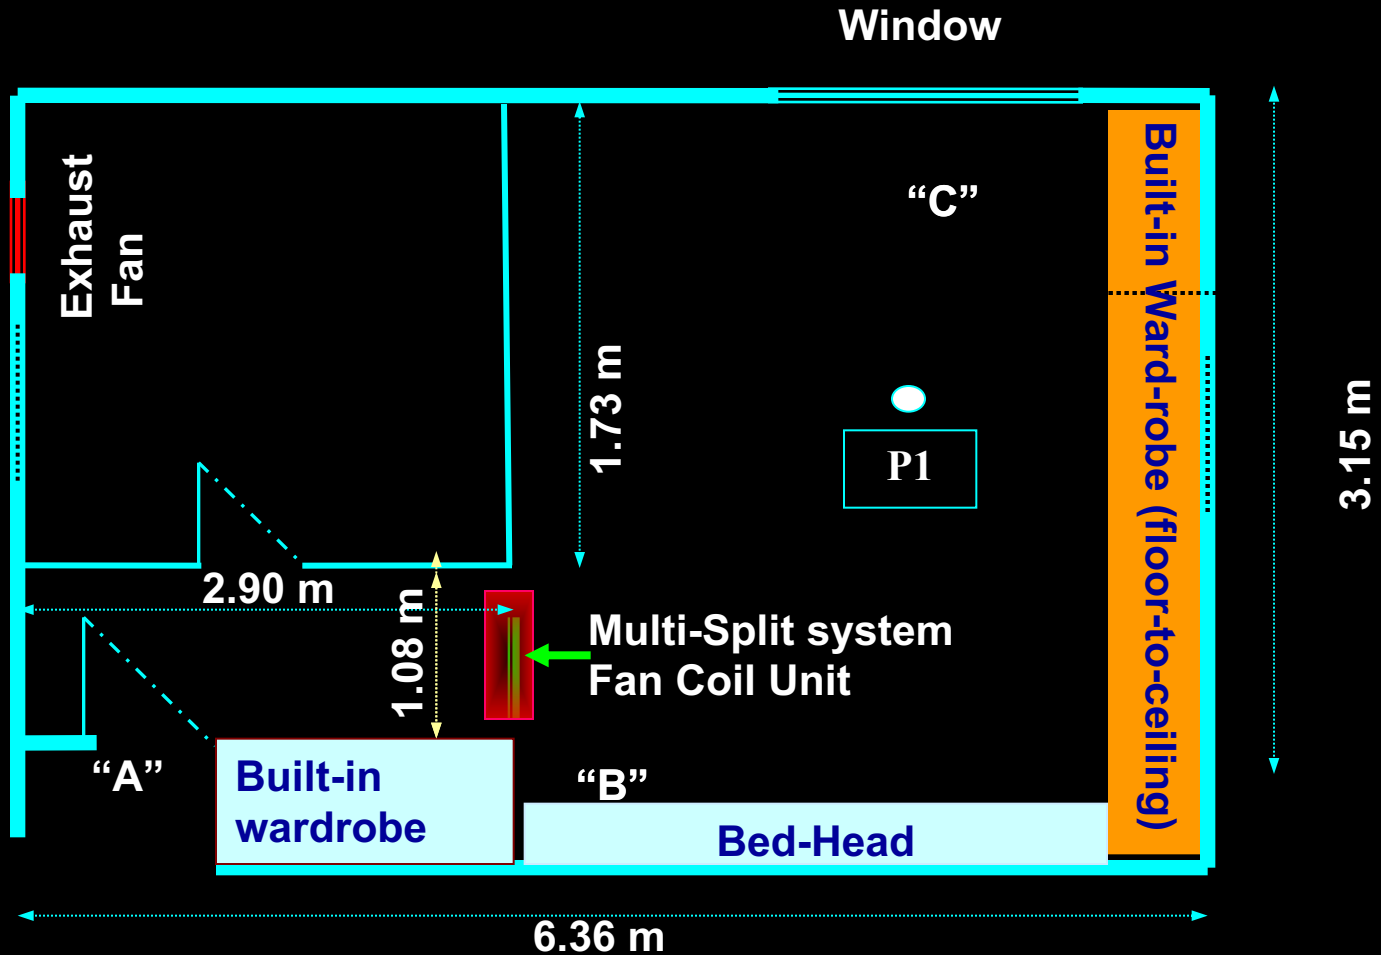 Window
Exhaust
Fan
“C”
Built-in Ward-robe (floor-to-ceiling)
1.73 m
3.15 m
P1
2.90 m
1.08 m
Multi-Split system
Fan Coil Unit
“A”
Built-in
wardrobe
“B”
Bed-Head
6.36 m